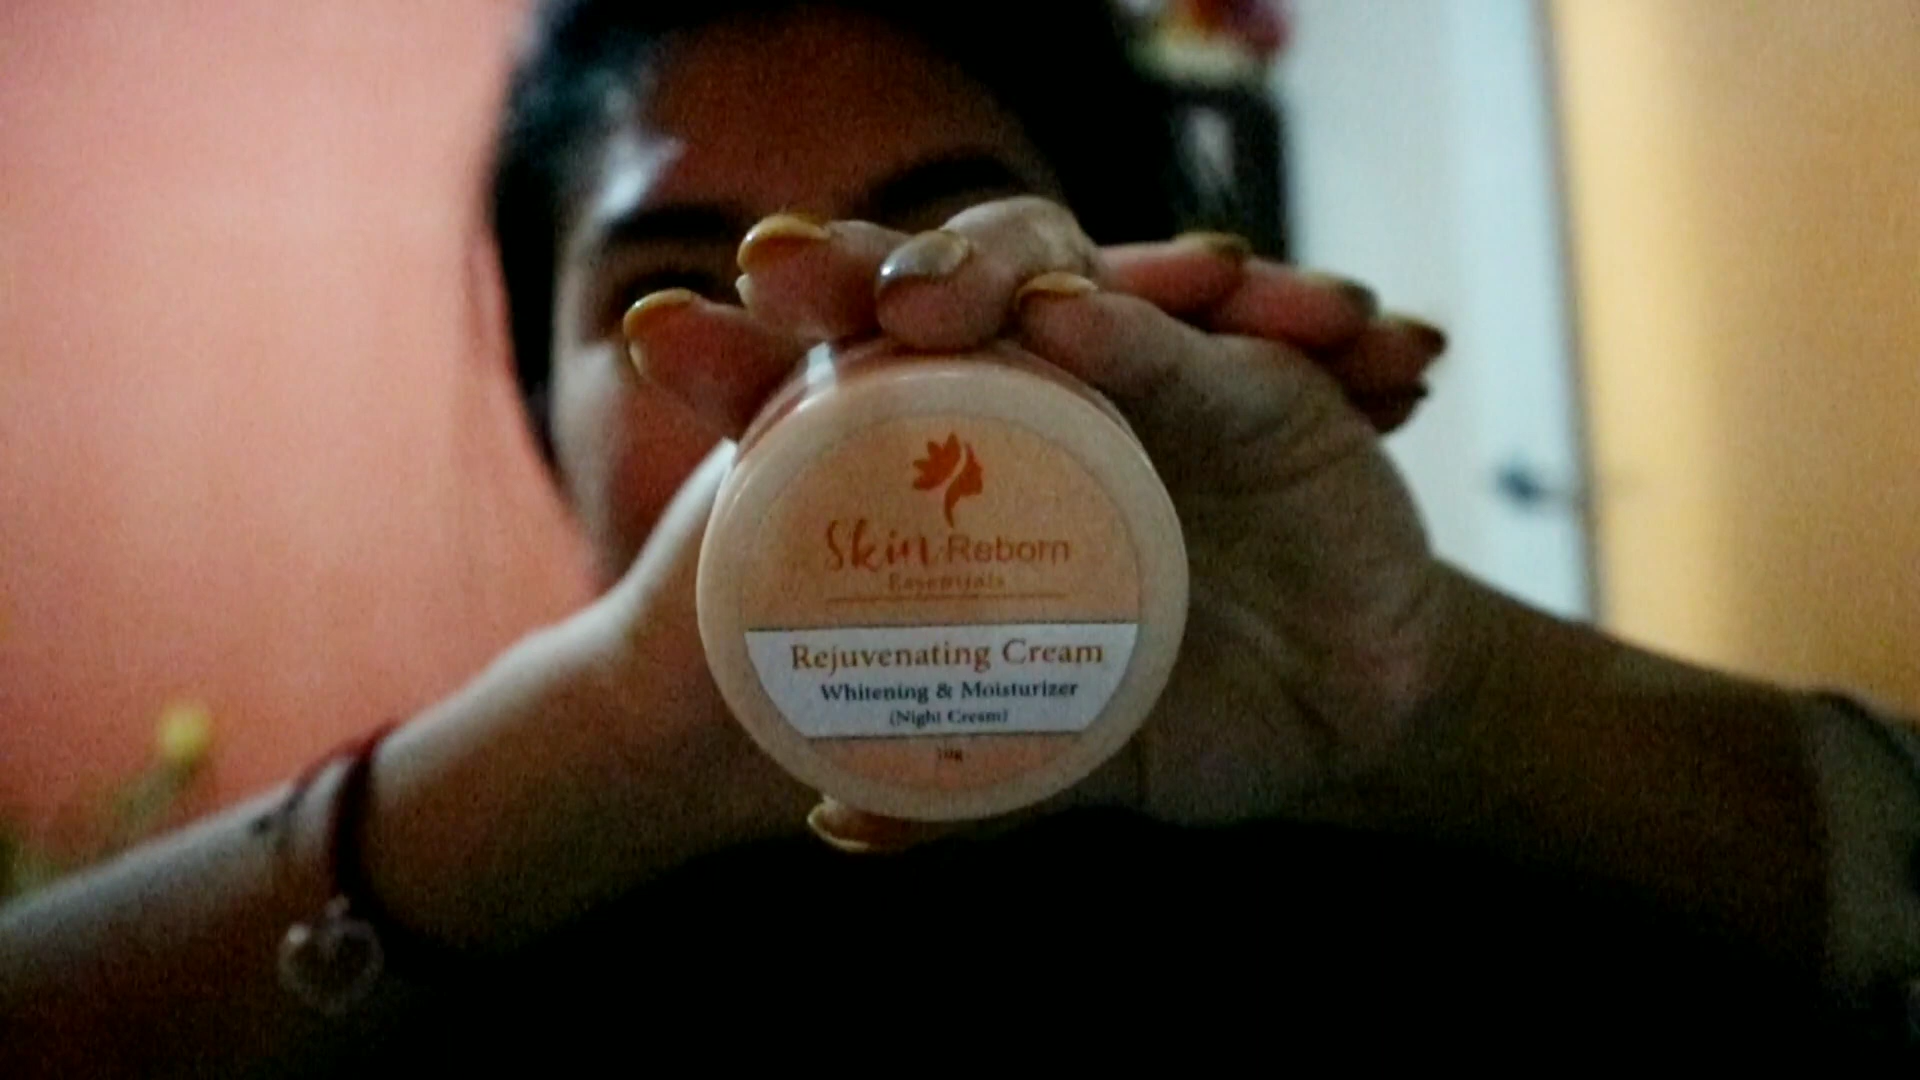 Skin Reborn
Essentials
Rejuvenating Cream
Whitening & Moisturizer
(Night Cream)